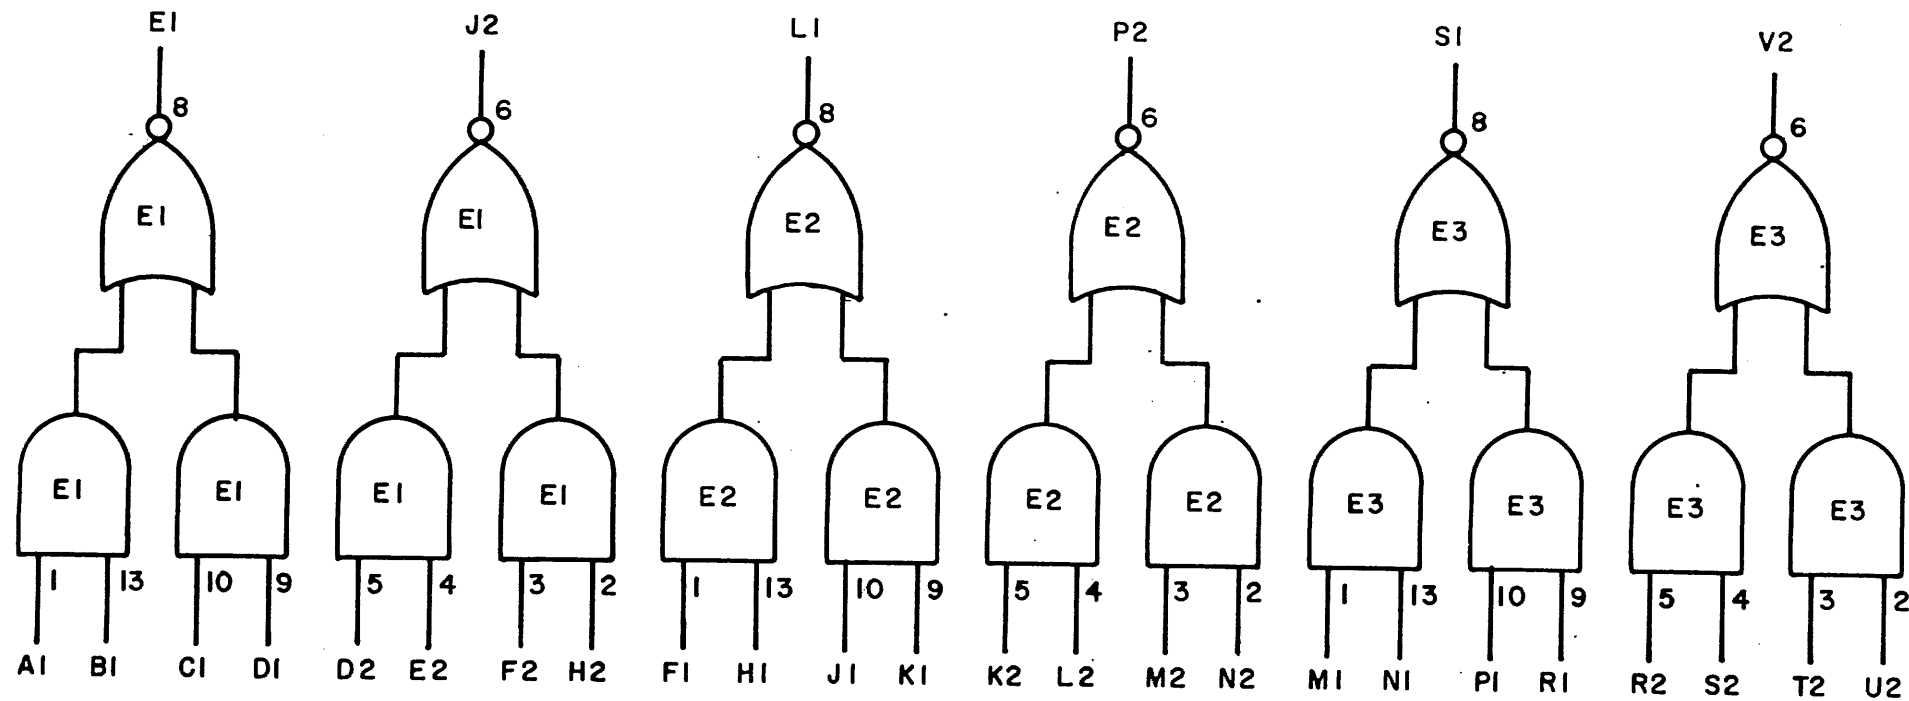 E1 J2 L1 P2 S1 V2
8 6 8 6 8 6
E1 E1 E2 E2 E3 E3
E1 E1 E1 E1 E2 E2 E2 E2 E3 E3 E3 E3
1 13 10 9 5 4 3 2 1 13 10 9 5 4 3 2 1 13 10 9 5 4 3 2
A1 B1 C1 D1 D2 E2 F2 H2 F1 H1 J1 K1 K2 L2 M2 N2 M1 N1 P1 R1 R2 S2 T2 U2